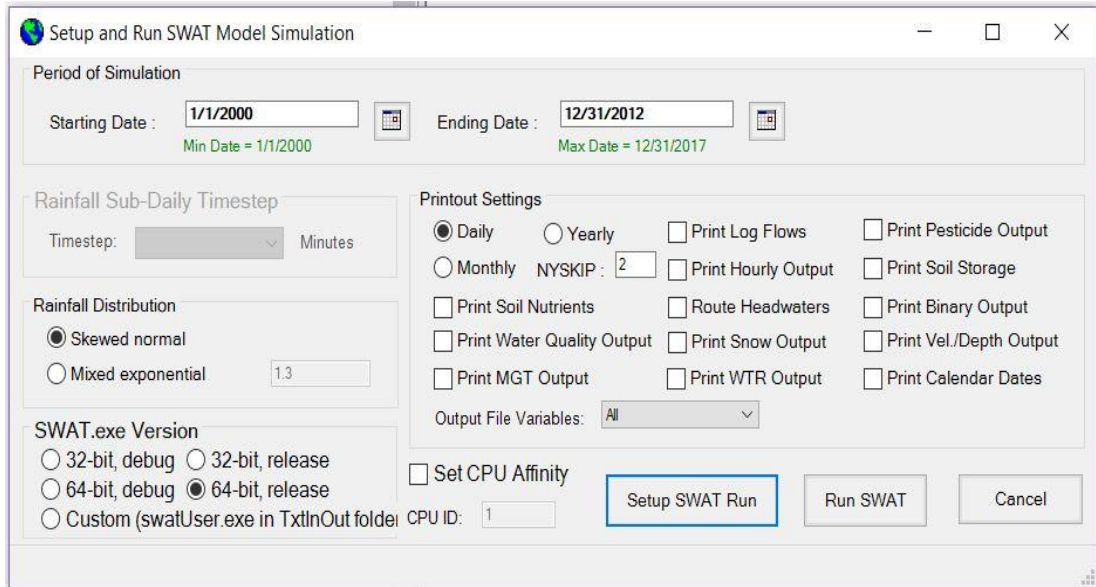 Setup and Run SWAT Model Simulation
Period of Simulation
Starting Date :
1/1/2000
Ending Date :
12/31/2012
Min Date = 1/1/2000
Max Date = 12/31/2017
Rainfall Sub-Daily Timestep
Timestep:
Minutes
Rainfall Distribution
Skewed normal
Mixed exponential
1.3
SWAT.exe Version
32-bit, debug
32-bit, release
64-bit, debug
64-bit, release
Custom (swatUser.exe in TxtInOut folder
Printout Settings
Daily
Yearly
Print Log Flows
Print Pesticide Output
Monthly
NYSKIP :
2
Print Hourly Output
Print Soil Storage
Print Soil Nutrients
Route Headwaters
Print Binary Output
Print Water Quality Output
Print Snow Output
Print Vel./Depth Output
Print MGT Output
Print WTR Output
Print Calendar Dates
Output File Variables:
All
Set CPU Affinity
CPU ID:
1
Setup SWAT Run
Run SWAT
Cancel